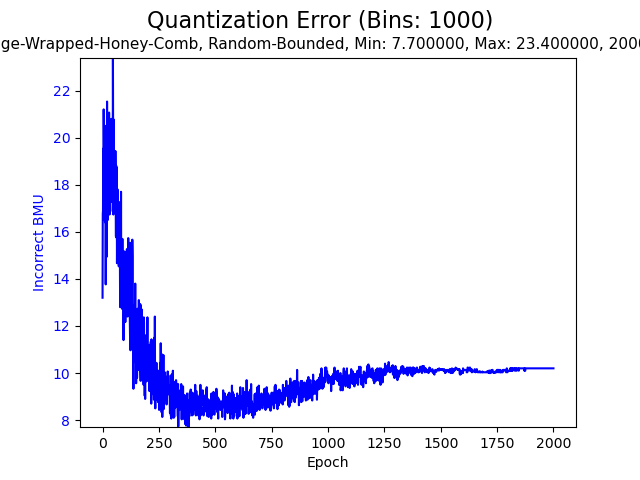 Quantization Error (Bins: 1000)
ge-Wrapped-Honey-Comb, Random-Bounded, Min: 7.700000, Max: 23.400000, 200
22
20
18
16
14
12
10
8
Incorrect BMU
0 250 500 750 1000 1250 1500 1750 2000
Epoch